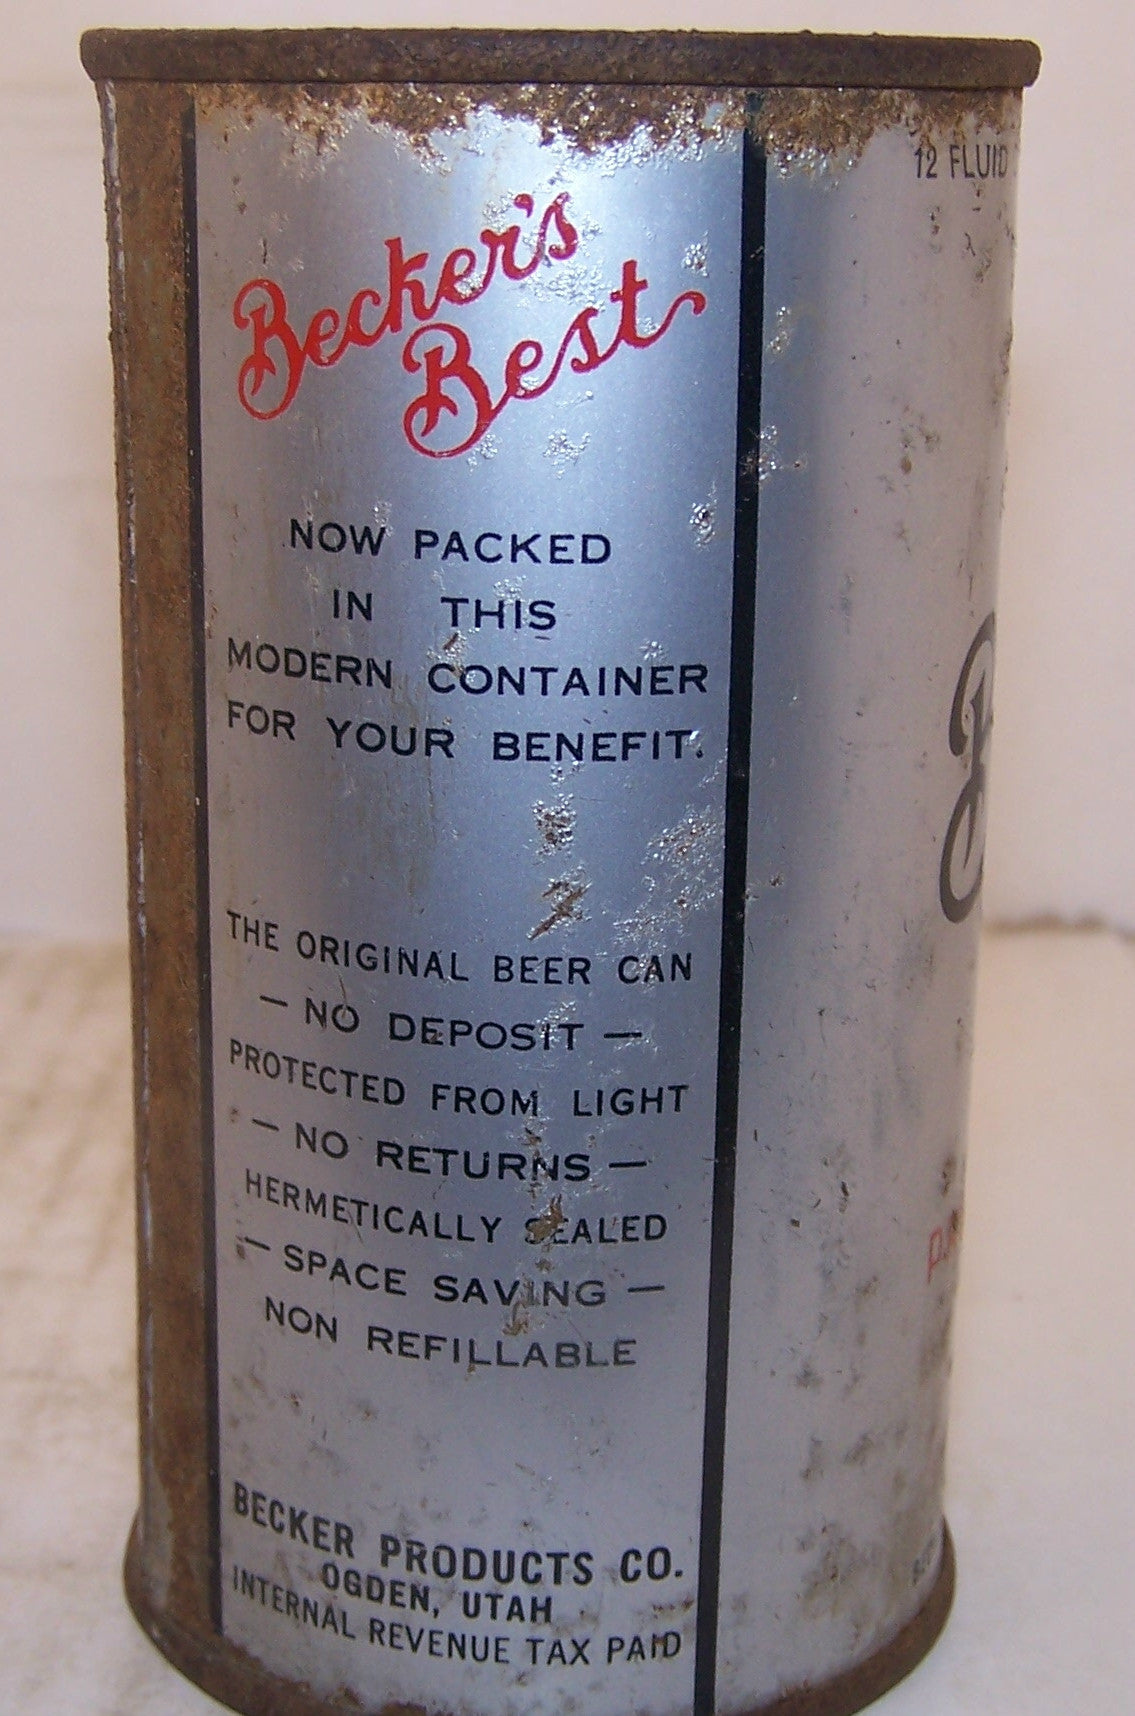 Becker's
Best
NOW PACKED
IN THIS
MODERN CONTAINER
FOR YOUR BENEFIT.
THE ORIGINAL BEER CAN
— NO DEPOSIT —
PROTECTED FROM LIGHT
— NO RETURNS —
HERMETICALLY SEALED
— SPACE SAVING —
NON REFILLABLE
BECKER PRODUCTS CO.
OGDEN, UTAH
INTERNAL REVENUE TAX PAID
12 FLUID